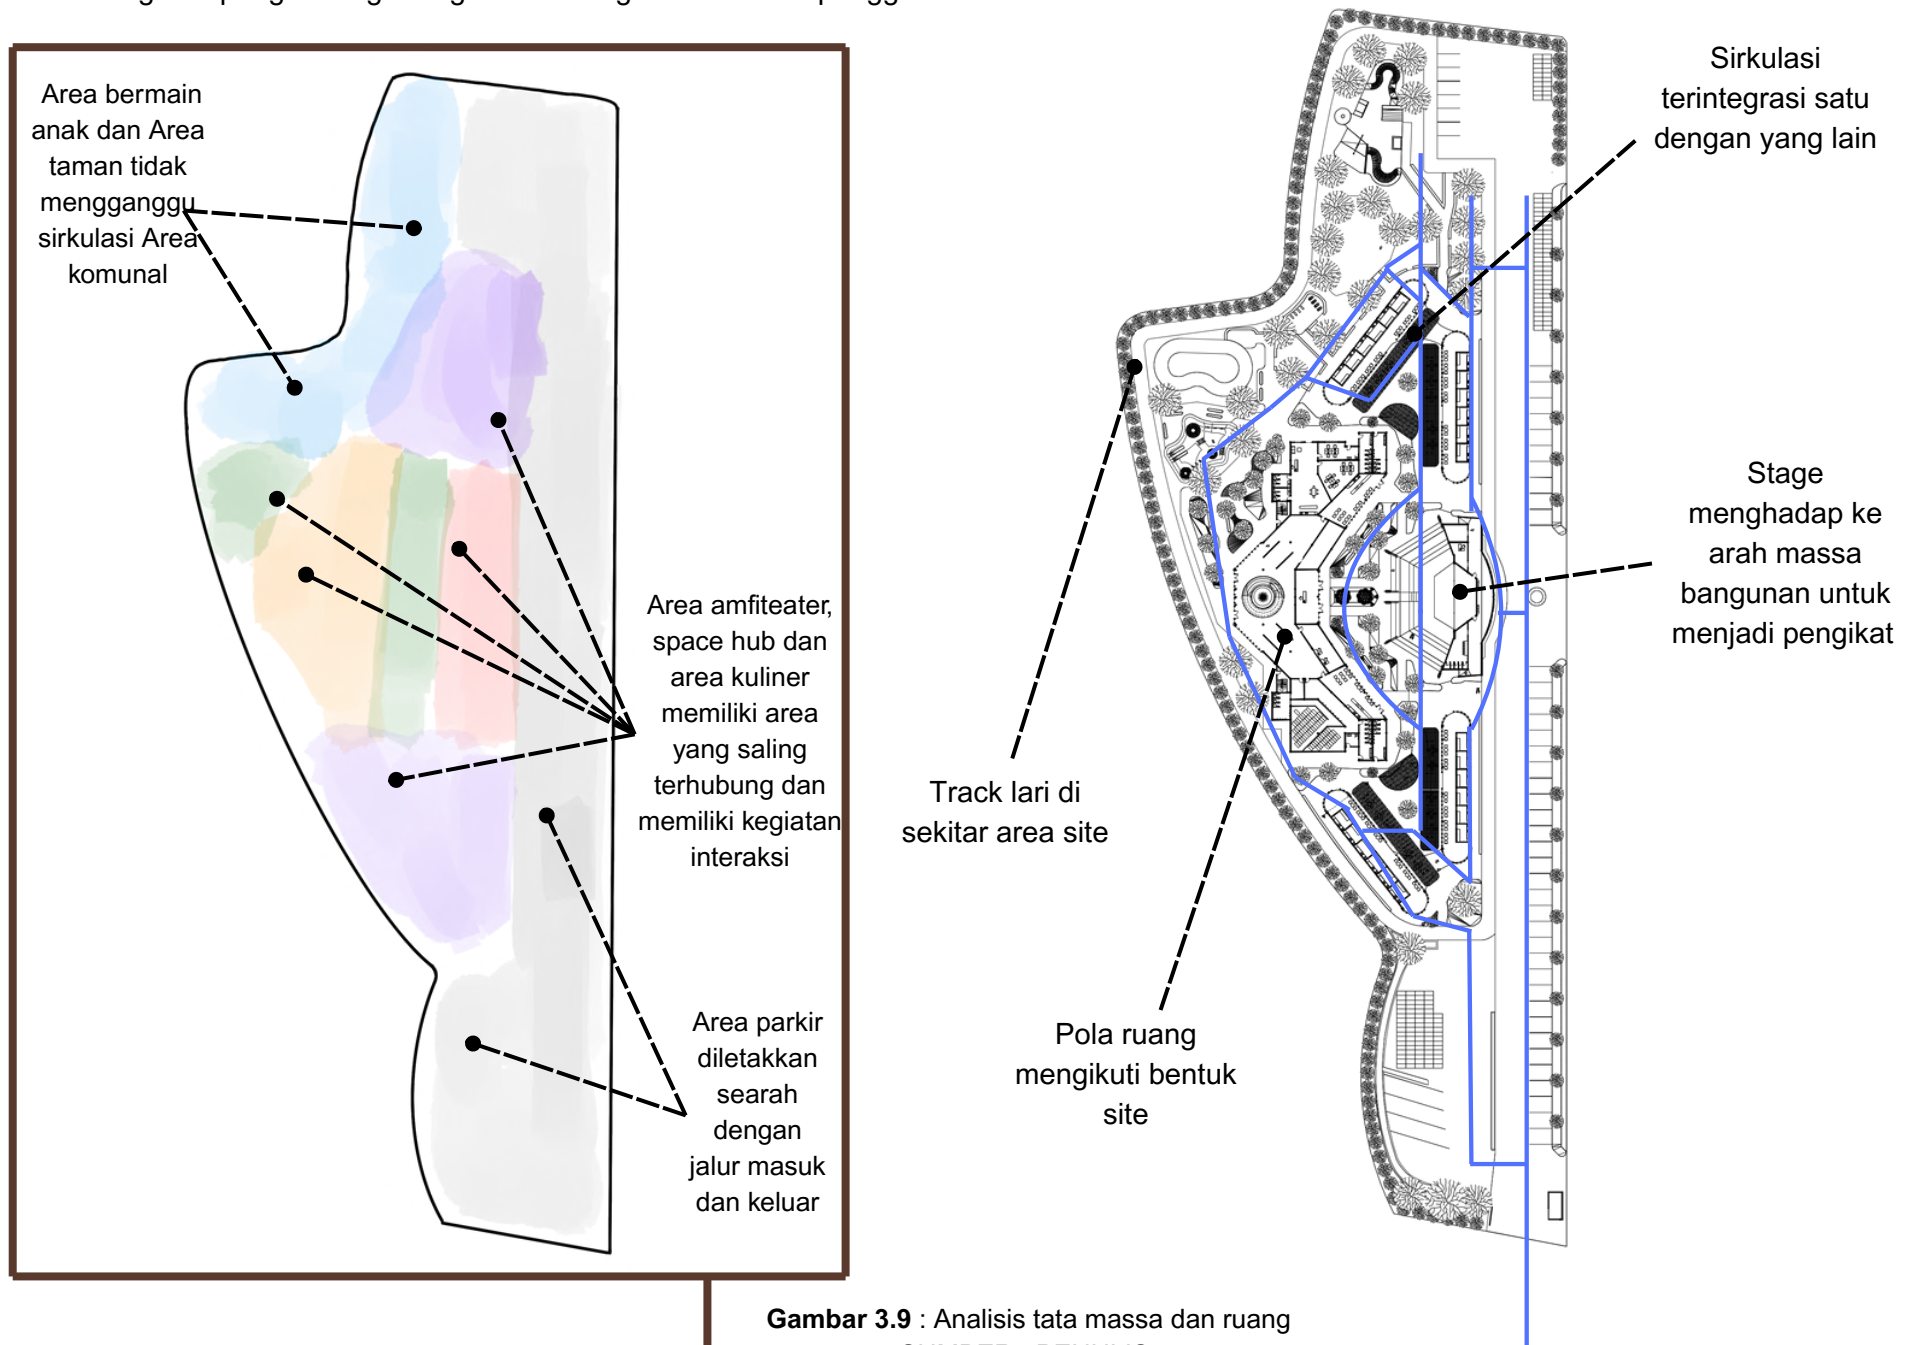 Area bermain
anak dan Area
taman tidak
mengganggu
sirkulasi Area
komunal
Area amfiteater,
space hub dan
area kuliner
memiliki area
yang saling
terhubung dan
memiliki kegiatan
interaksi
Area parkir
diletakkan
searah
dengan
jalur masuk
dan keluar
Sirkulasi
terintegrasi satu
dengan yang lain
Stage
menghadap ke
arah massa
bangunan untuk
menjadi pengikat
Track lari di
sekitar area site
Pola ruang
mengikuti bentuk
site
Gambar 3.9 : Analisis tata massa dan ruang